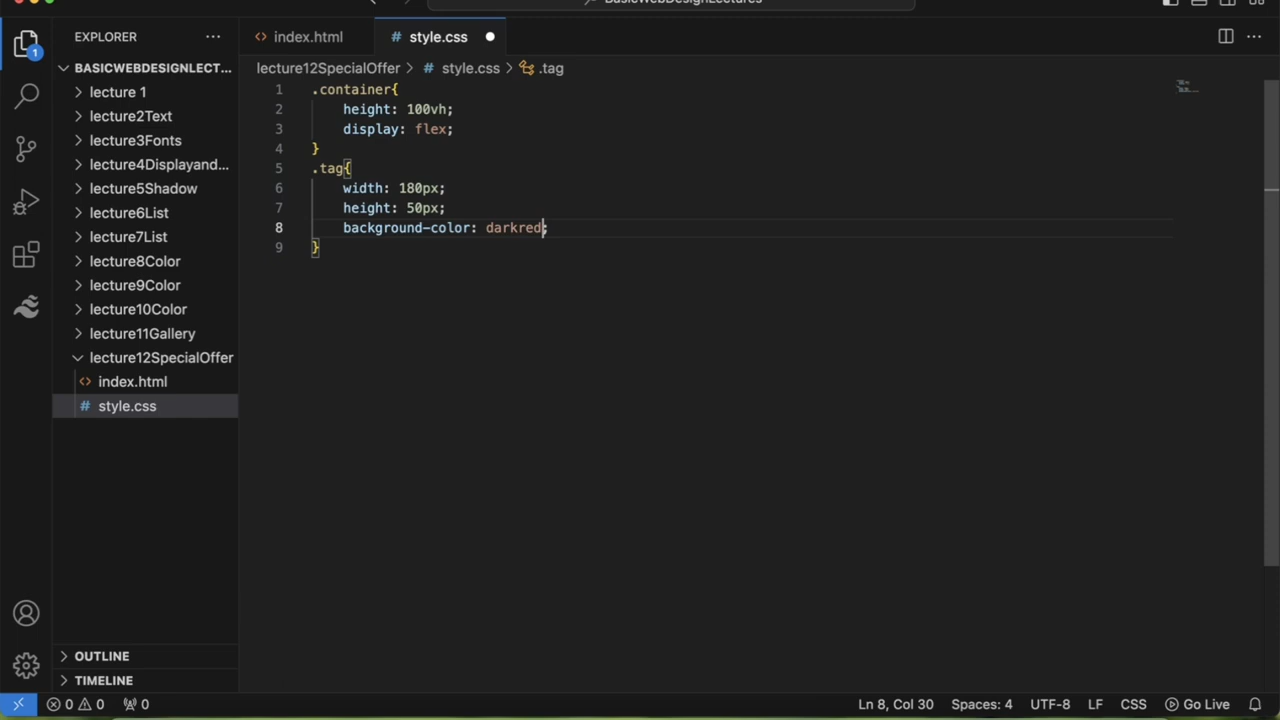 BasicWebDesignLectures
EXPLORER
index.html
style.css
1
BASICWEBDESIGNLECT...
lecture 1
lecture2Text
lecture3Fonts
lecture4Displayand...
lecture5Shadow
lecture6List
lecture7List
lecture8Color
lecture9Color
lecture10Color
lecture11Gallery
lecture12SpecialOffer
index.html
style.css
OUTLINE
TIMELINE
lecture12SpecialOffer > # style.css > .tag
1 .container{
2 height: 100vh;
3 display: flex;
4 }
5 .tag{
6 width: 180px;
7 height: 50px;
8 background-color: darkred;
9 }
0 0 0
Ln 8, Col 30 Spaces: 4 UTF-8 LF CSS Go Live